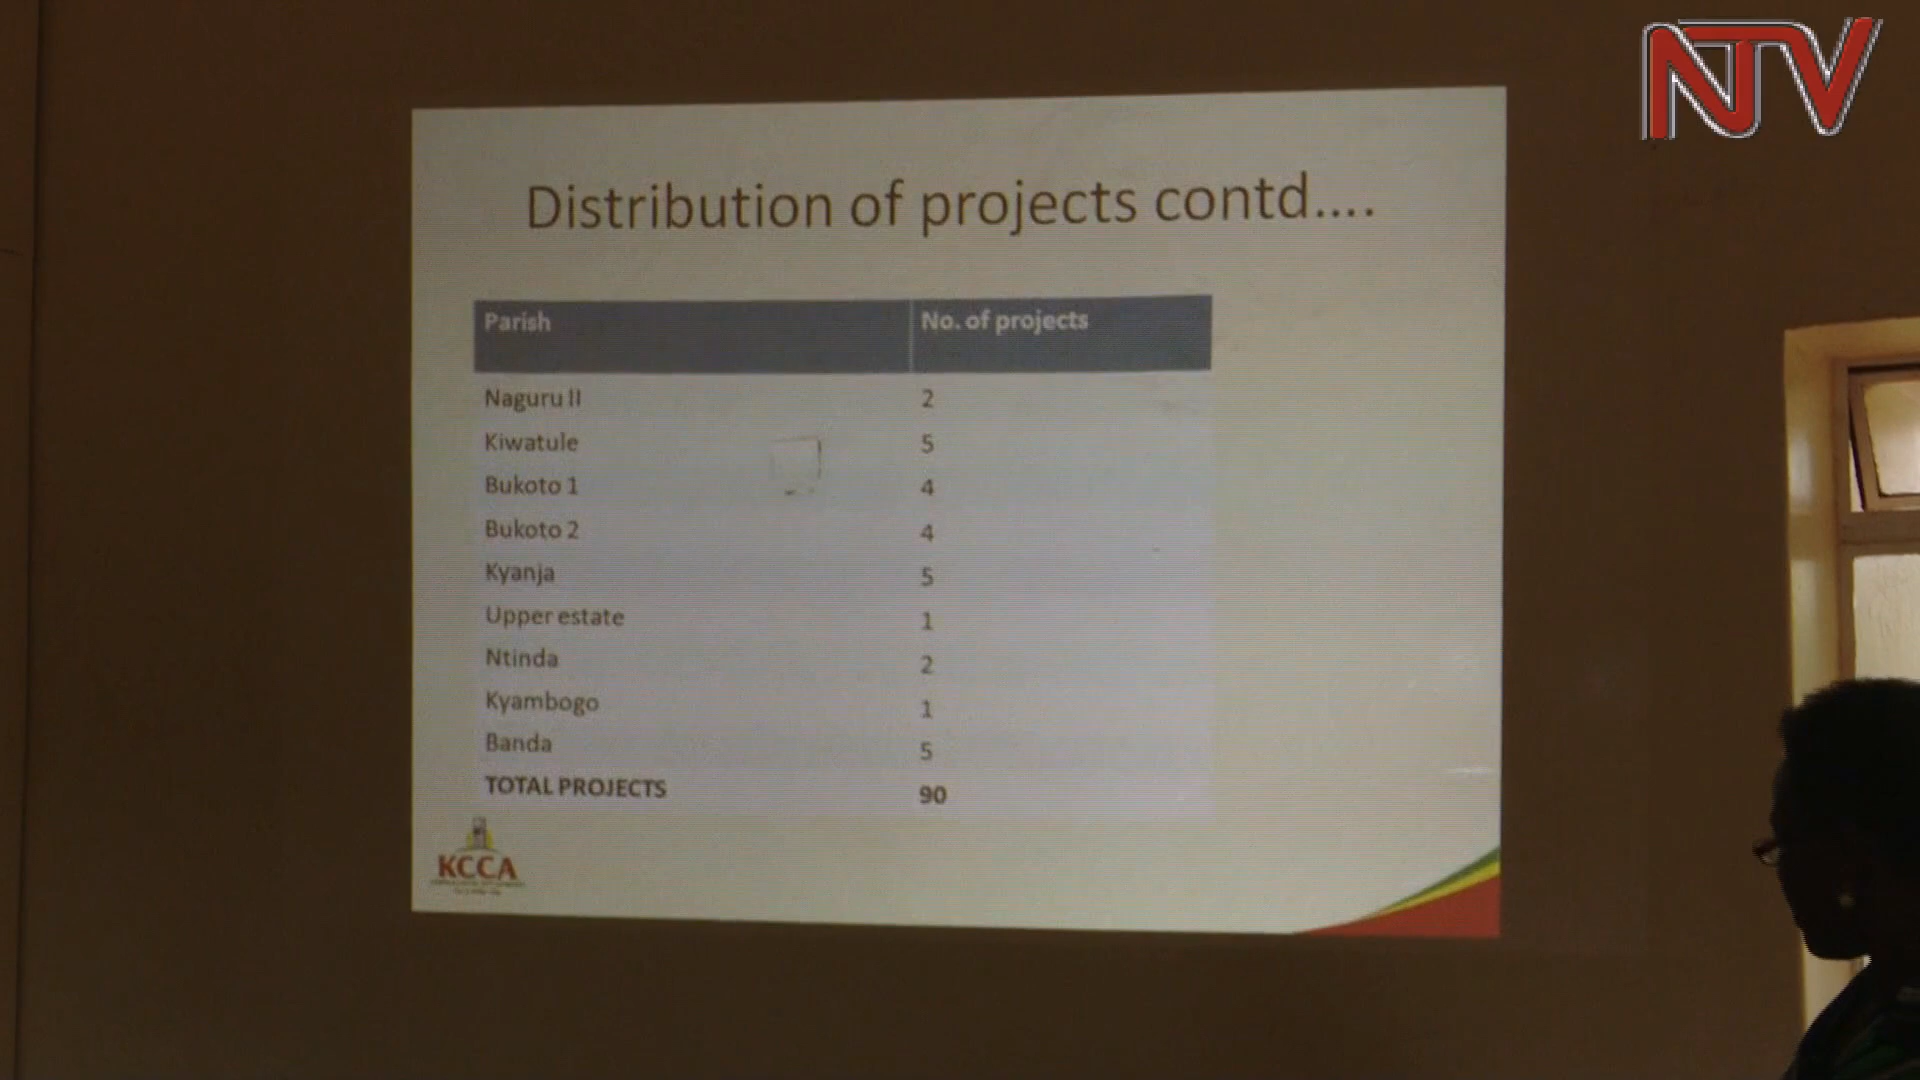 NTV
Distribution of projects contd....
Parish No. of projects
Naguru II 2
Kiwatule 5
Bukoto 1 4
Bukoto 2 4
Kyanja 5
Upper estate 1
Ntinda 2
Kyambogo 1
Banda 5
TOTAL PROJECTS 90
KCCA